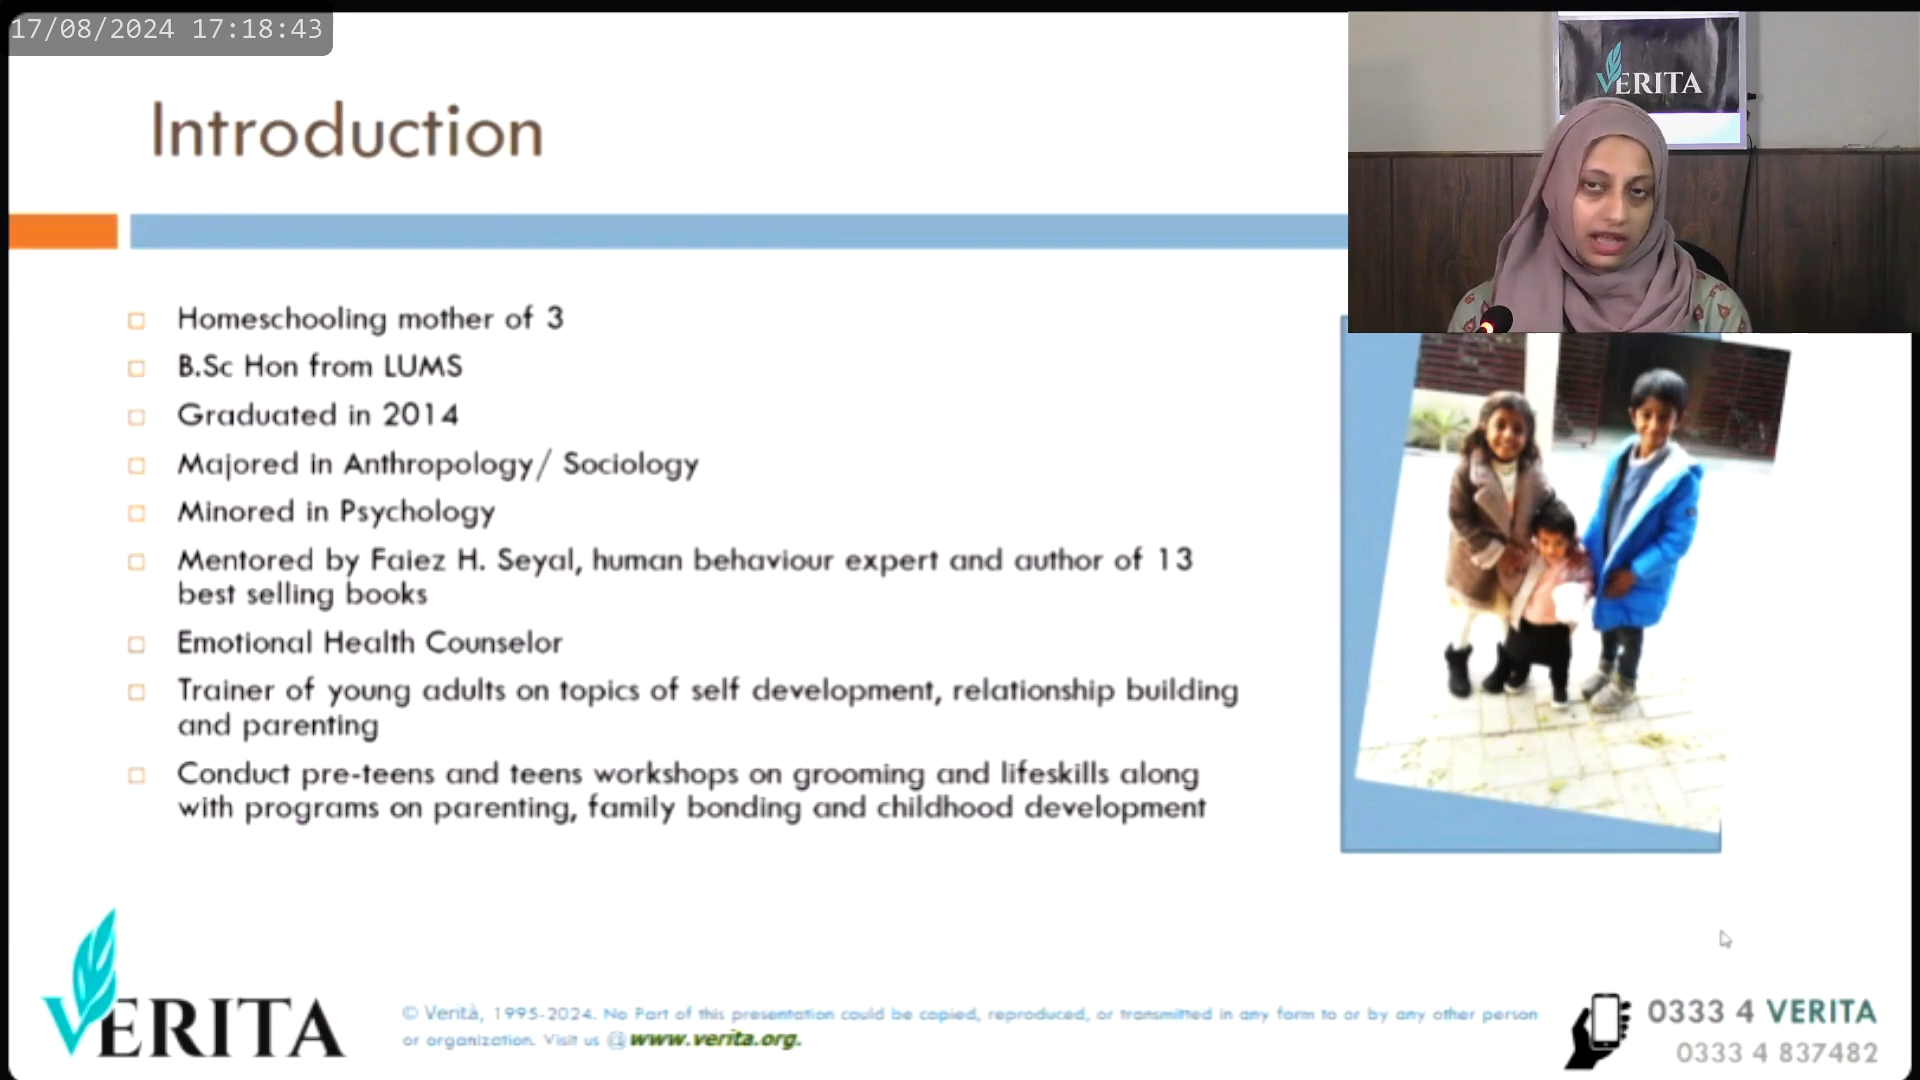 17/08/2024 17:18:43
VERITA
Introduction
Homeschooling mother of 3
B.Sc Hon from LUMS
Graduated in 2014
Majored in Anthropology/ Sociology
Minored in Psychology
Mentored by Faiez H. Seyal, human behaviour expert and author of 13
best selling books
Emotional Health Counselor
Trainer of young adults on topics of self development, relationship building
and parenting
Conduct pre-teens and teens workshops on grooming and lifeskills along
with programs on parenting, family bonding and childhood development
VERITA
© Verità, 1995-2024. No Part of this presentation could be copied, reproduced, or transmitted in any form to or by any other person
or organization. Visit us @www.verita.org.
0333 4 VERITA
0333 4 837482